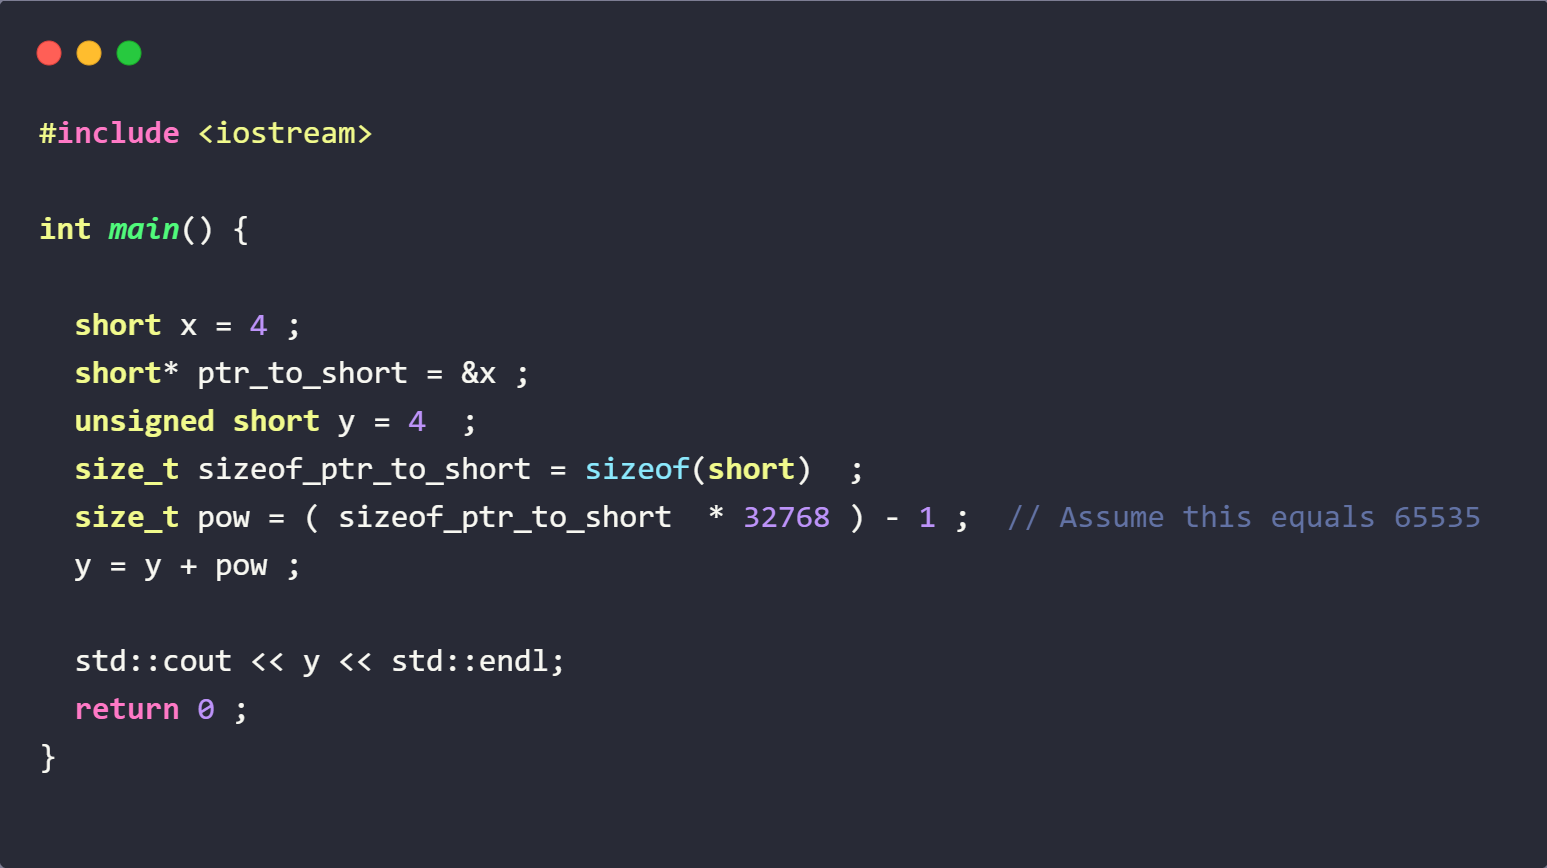 #include <iostream>
int main() {
short x = 4 ;
short* ptr_to_short = &x ;
unsigned short y = 4  ;
size_t sizeof_ptr_to_short = sizeof(short)  ;
size_t pow = ( sizeof_ptr_to_short  * 32768 ) - 1 ;  // Assume this equals 65535
y = y + pow ;
std::cout << y << std::endl;
return 0 ;
}